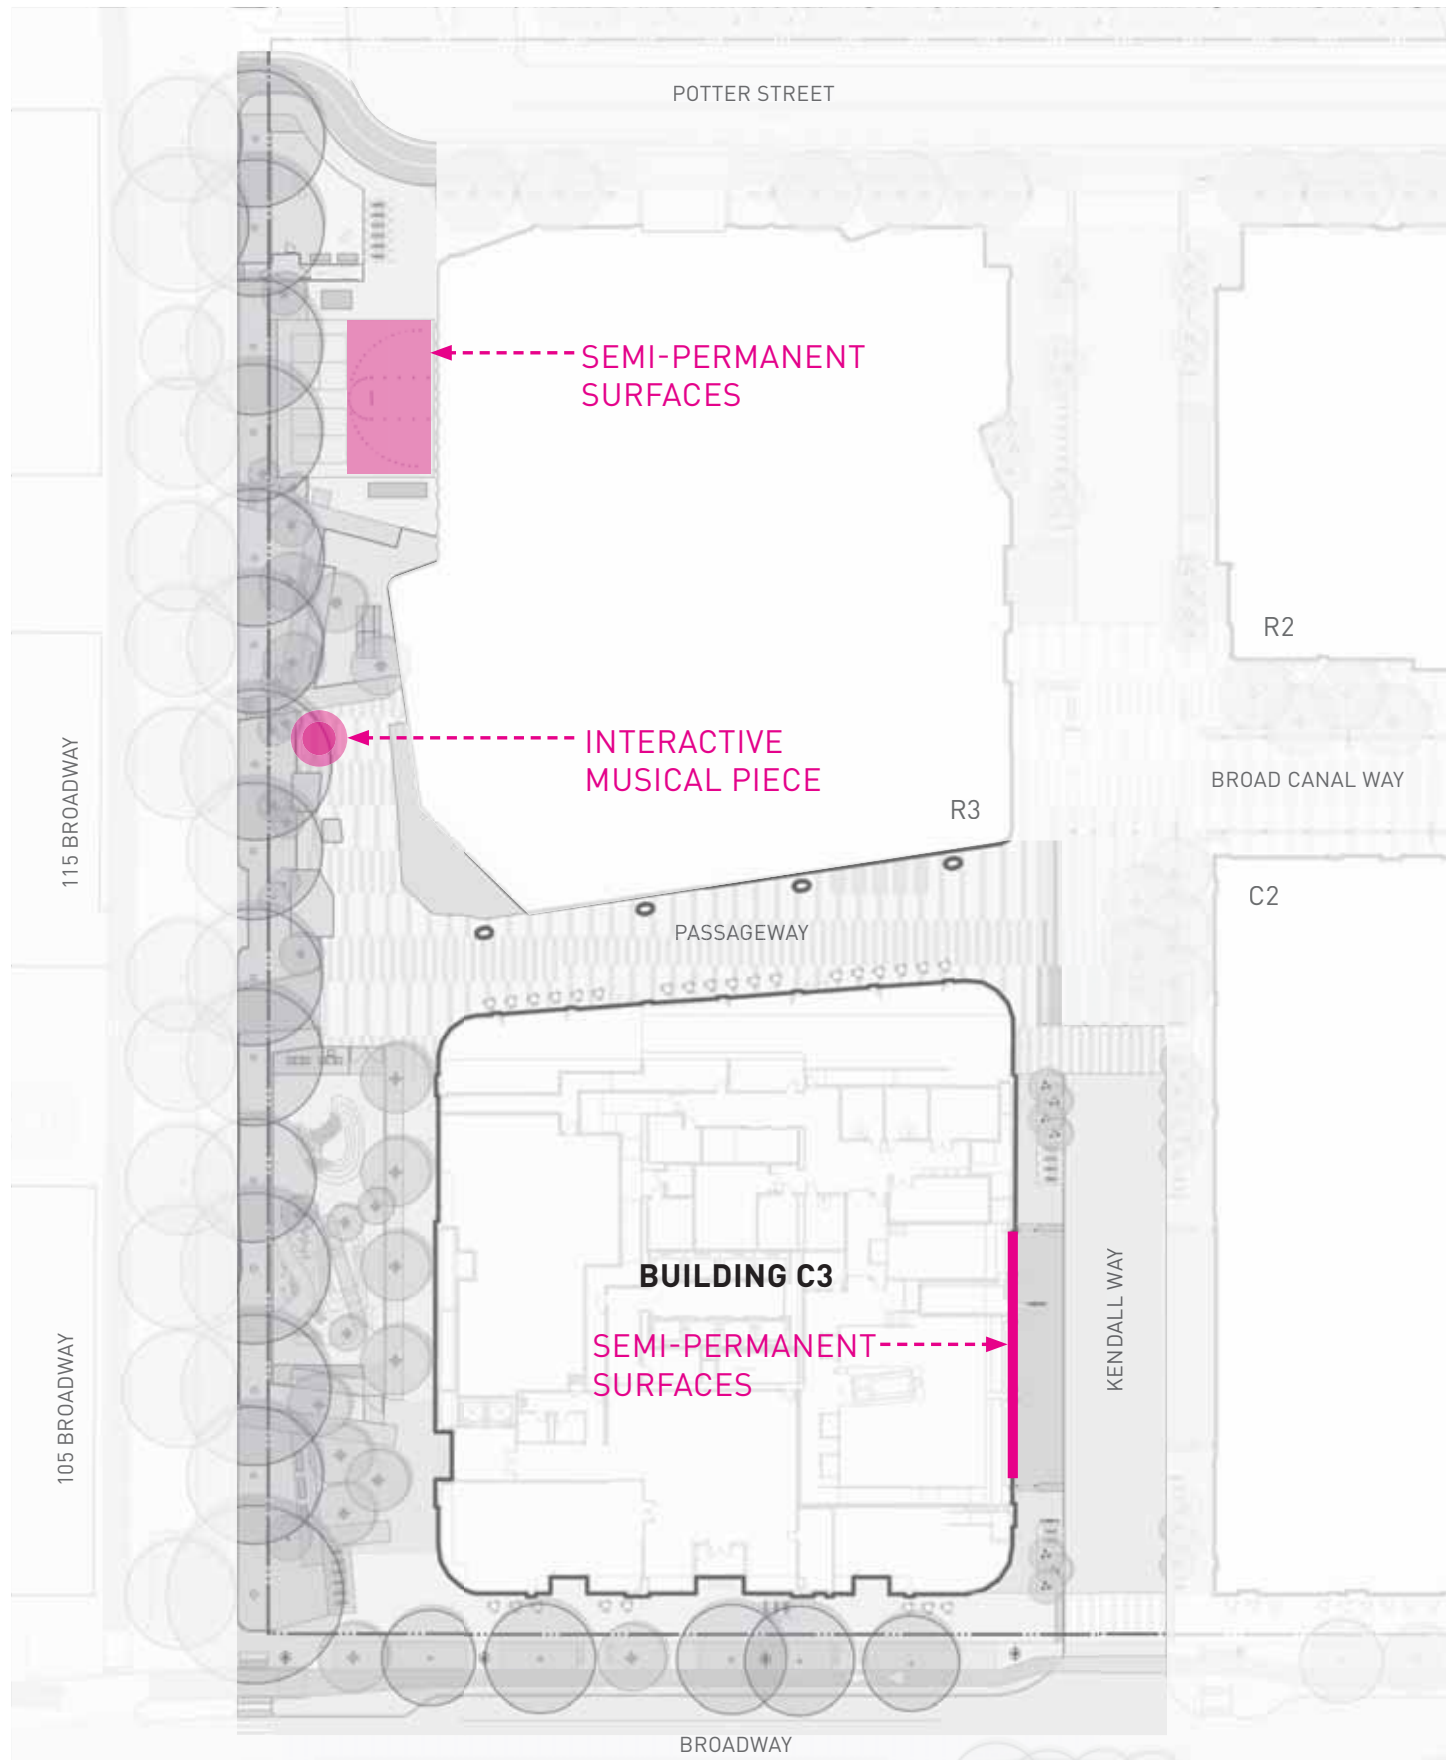 POTTER STREET
SEMI-PERMANENT
SURFACES
R2
INTERACTIVE
MUSICAL PIECE
115 BROADWAY
BROAD CANAL WAY
R3
C2
PASSAGEWAY
BUILDING C3
SEMI-PERMANENT
SURFACES
KENDALL WAY
105 BROADWAY
BROADWAY